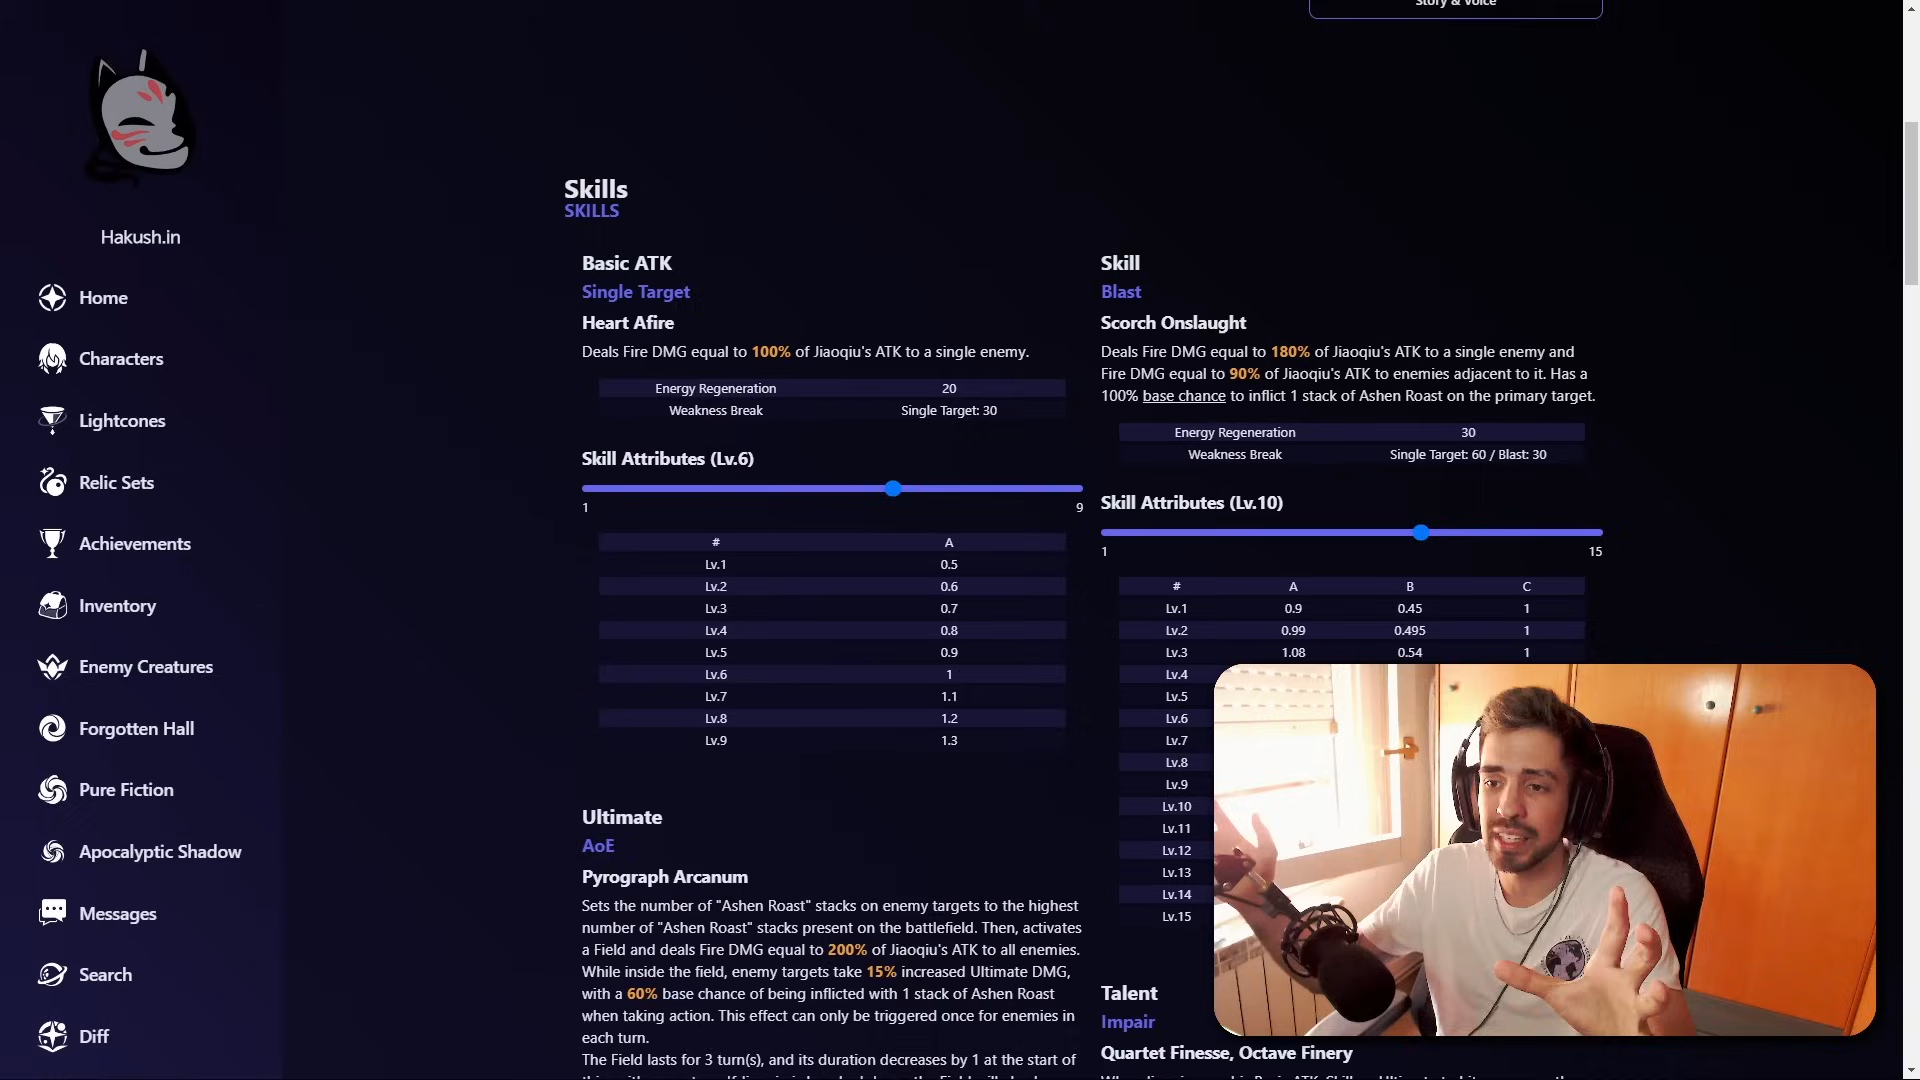 Story & Voice
Hakush.in
Home
Characters
Lightcones
Relic Sets
Achievements
Inventory
Enemy Creatures
Forgotten Hall
Pure Fiction
Apocalyptic Shadow
Messages
Search
Diff
Skills
SKILLS
Basic ATK
Single Target
Heart Afire
Deals Fire DMG equal to 100% of Jiaoqiu's ATK to a single enemy.
Energy Regeneration 20
Weakness Break Single Target: 30
Skill Attributes (Lv.6)
1 9
# A
Lv.1 0.5
Lv.2 0.6
Lv.3 0.7
Lv.4 0.8
Lv.5 0.9
Lv.6 1
Lv.7 1.1
Lv.8 1.2
Lv.9 1.3
Ultimate
AoE
Pyrograph Arcanum
Sets the number of "Ashen Roast" stacks on enemy targets to the highest
number of "Ashen Roast" stacks present on the battlefield. Then, activates
a Field and deals Fire DMG equal to 200% of Jiaoqiu's ATK to all enemies.
While inside the field, enemy targets take 15% increased Ultimate DMG,
with a 60% base chance of being inflicted with 1 stack of Ashen Roast
when taking action. This effect can only be triggered once for enemies in
each turn.
The Field lasts for 3 turn(s), and its duration decreases by 1 at the start of
Skill
Blast
Scorch Onslaught
Deals Fire DMG equal to 180% of Jiaoqiu's ATK to a single enemy and
Fire DMG equal to 90% of Jiaoqiu's ATK to enemies adjacent to it. Has a
100% base chance to inflict 1 stack of Ashen Roast on the primary target.
Energy Regeneration 30
Weakness Break Single Target: 60 / Blast: 30
Skill Attributes (Lv.10)
1 15
# A B C
Lv.1 0.9 0.45 1
Lv.2 0.99 0.495 1
Lv.3 1.08 0.54 1
Lv.4
Lv.5
Lv.6
Lv.7
Lv.8
Lv.9
Lv.10
Lv.11
Lv.12
Lv.13
Lv.14
Lv.15
Talent
Impair
Quartet Finesse, Octave Finery